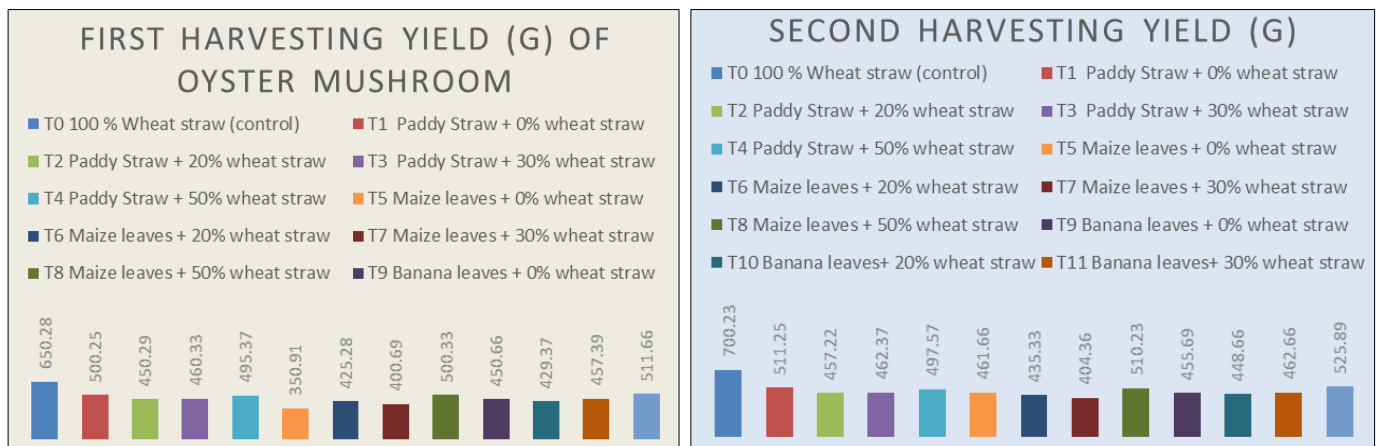 FIRST HARVESTING YIELD (G) OF
OYSTER MUSHROOM
T0 100 % Wheat straw (control)
T1 Paddy Straw + 0% wheat straw
T2 Paddy Straw + 20% wheat straw
T3 Paddy Straw + 30% wheat straw
T4 Paddy Straw + 50% wheat straw
T5 Maize leaves + 0% wheat straw
T6 Maize leaves + 20% wheat straw
T7 Maize leaves + 30% wheat straw
T8 Maize leaves + 50% wheat straw
T9 Banana leaves + 0% wheat straw
650.28
500.25
450.29
460.33
495.37
350.91
425.28
400.69
500.33
450.66
429.37
457.39
511.66
SECOND HARVESTING YIELD (G)
T0 100 % Wheat straw (control)
T1 Paddy Straw + 0% wheat straw
T2 Paddy Straw + 20% wheat straw
T3 Paddy Straw + 30% wheat straw
T4 Paddy Straw + 50% wheat straw
T5 Maize leaves + 0% wheat straw
T6 Maize leaves + 20% wheat straw
T7 Maize leaves + 30% wheat straw
T8 Maize leaves + 50% wheat straw
T9 Banana leaves + 0% wheat straw
T10 Banana leaves+ 20% wheat straw
T11 Banana leaves+ 30% wheat straw
700.23
511.25
457.22
462.37
497.57
461.66
435.33
404.36
510.23
455.69
448.66
462.66
525.89